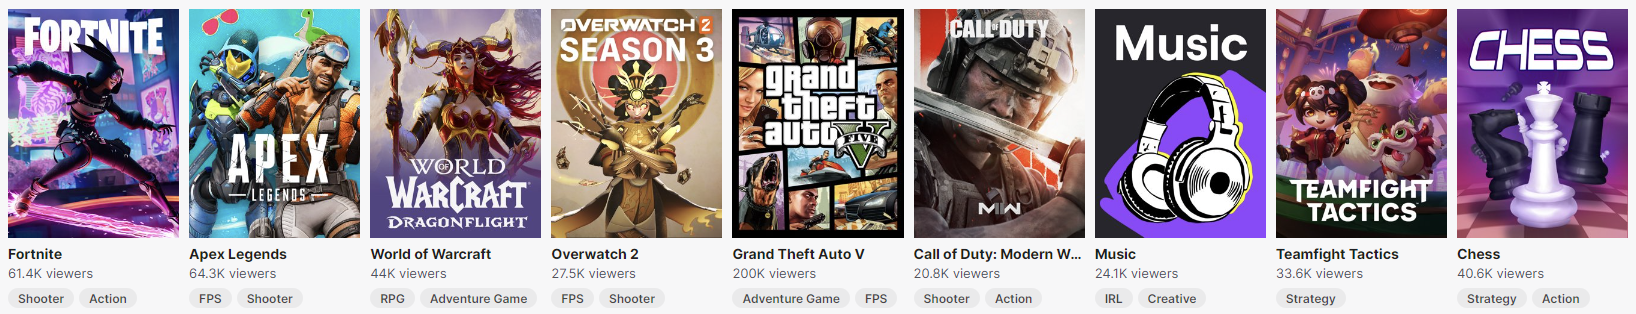 FORTNITE
Fortnite
61.4K viewers
Shooter Action
APEX
LEGENDS
Apex Legends
64.3K viewers
FPS Shooter
WORLD
OF
WARCRAFT
DRAGONFLIGHT
World of Warcraft
44K viewers
RPG Adventure Game
OVERWATCH 2
SEASON 3
Overwatch 2
27.5K viewers
FPS Shooter
grand
theft
auto V
FIVE
Grand Theft Auto V
200K viewers
Adventure Game FPS
CALL OF DUTY
MW
Call of Duty: Modern W...
20.8K viewers
Shooter Action
Music
Music
24.1K viewers
IRL Creative
TEAMFIGHT
TACTICS
Teamfight Tactics
33.6K viewers
Strategy
CHESS
Chess
40.6K viewers
Strategy Action